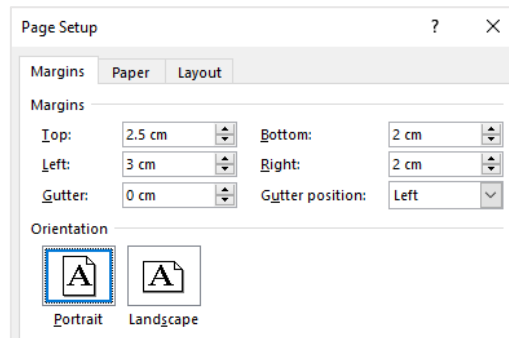 Page Setup ? ×
Margins Paper Layout
Margins
Top: 2.5 cm Bottom: 2 cm
Left: 3 cm Right: 2 cm
Gutter: 0 cm Gutter position: Left
Orientation
A A
Portrait Landscape